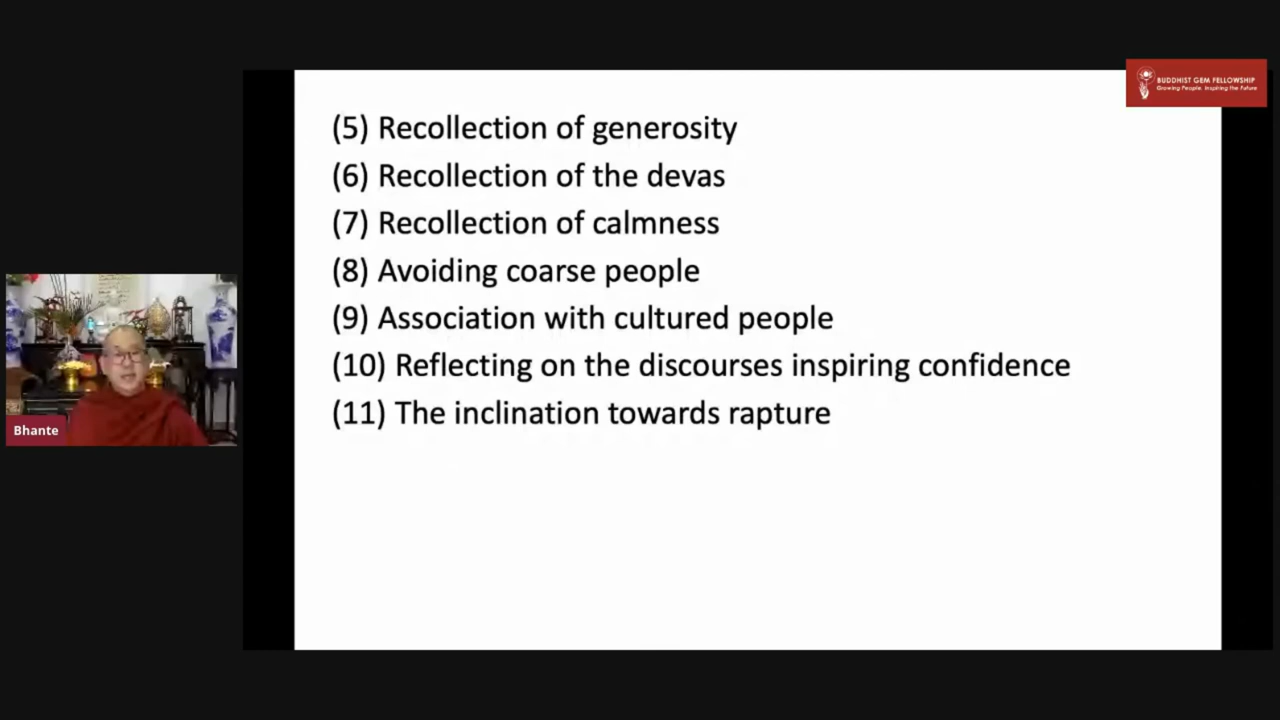 BUDDHIST GEM FELLOWSHIP
Growing People. Inspiring the Future
(5) Recollection of generosity
(6) Recollection of the devas
(7) Recollection of calmness
(8) Avoiding coarse people
(9) Association with cultured people
(10) Reflecting on the discourses inspiring confidence
(11) The inclination towards rapture
Bhante